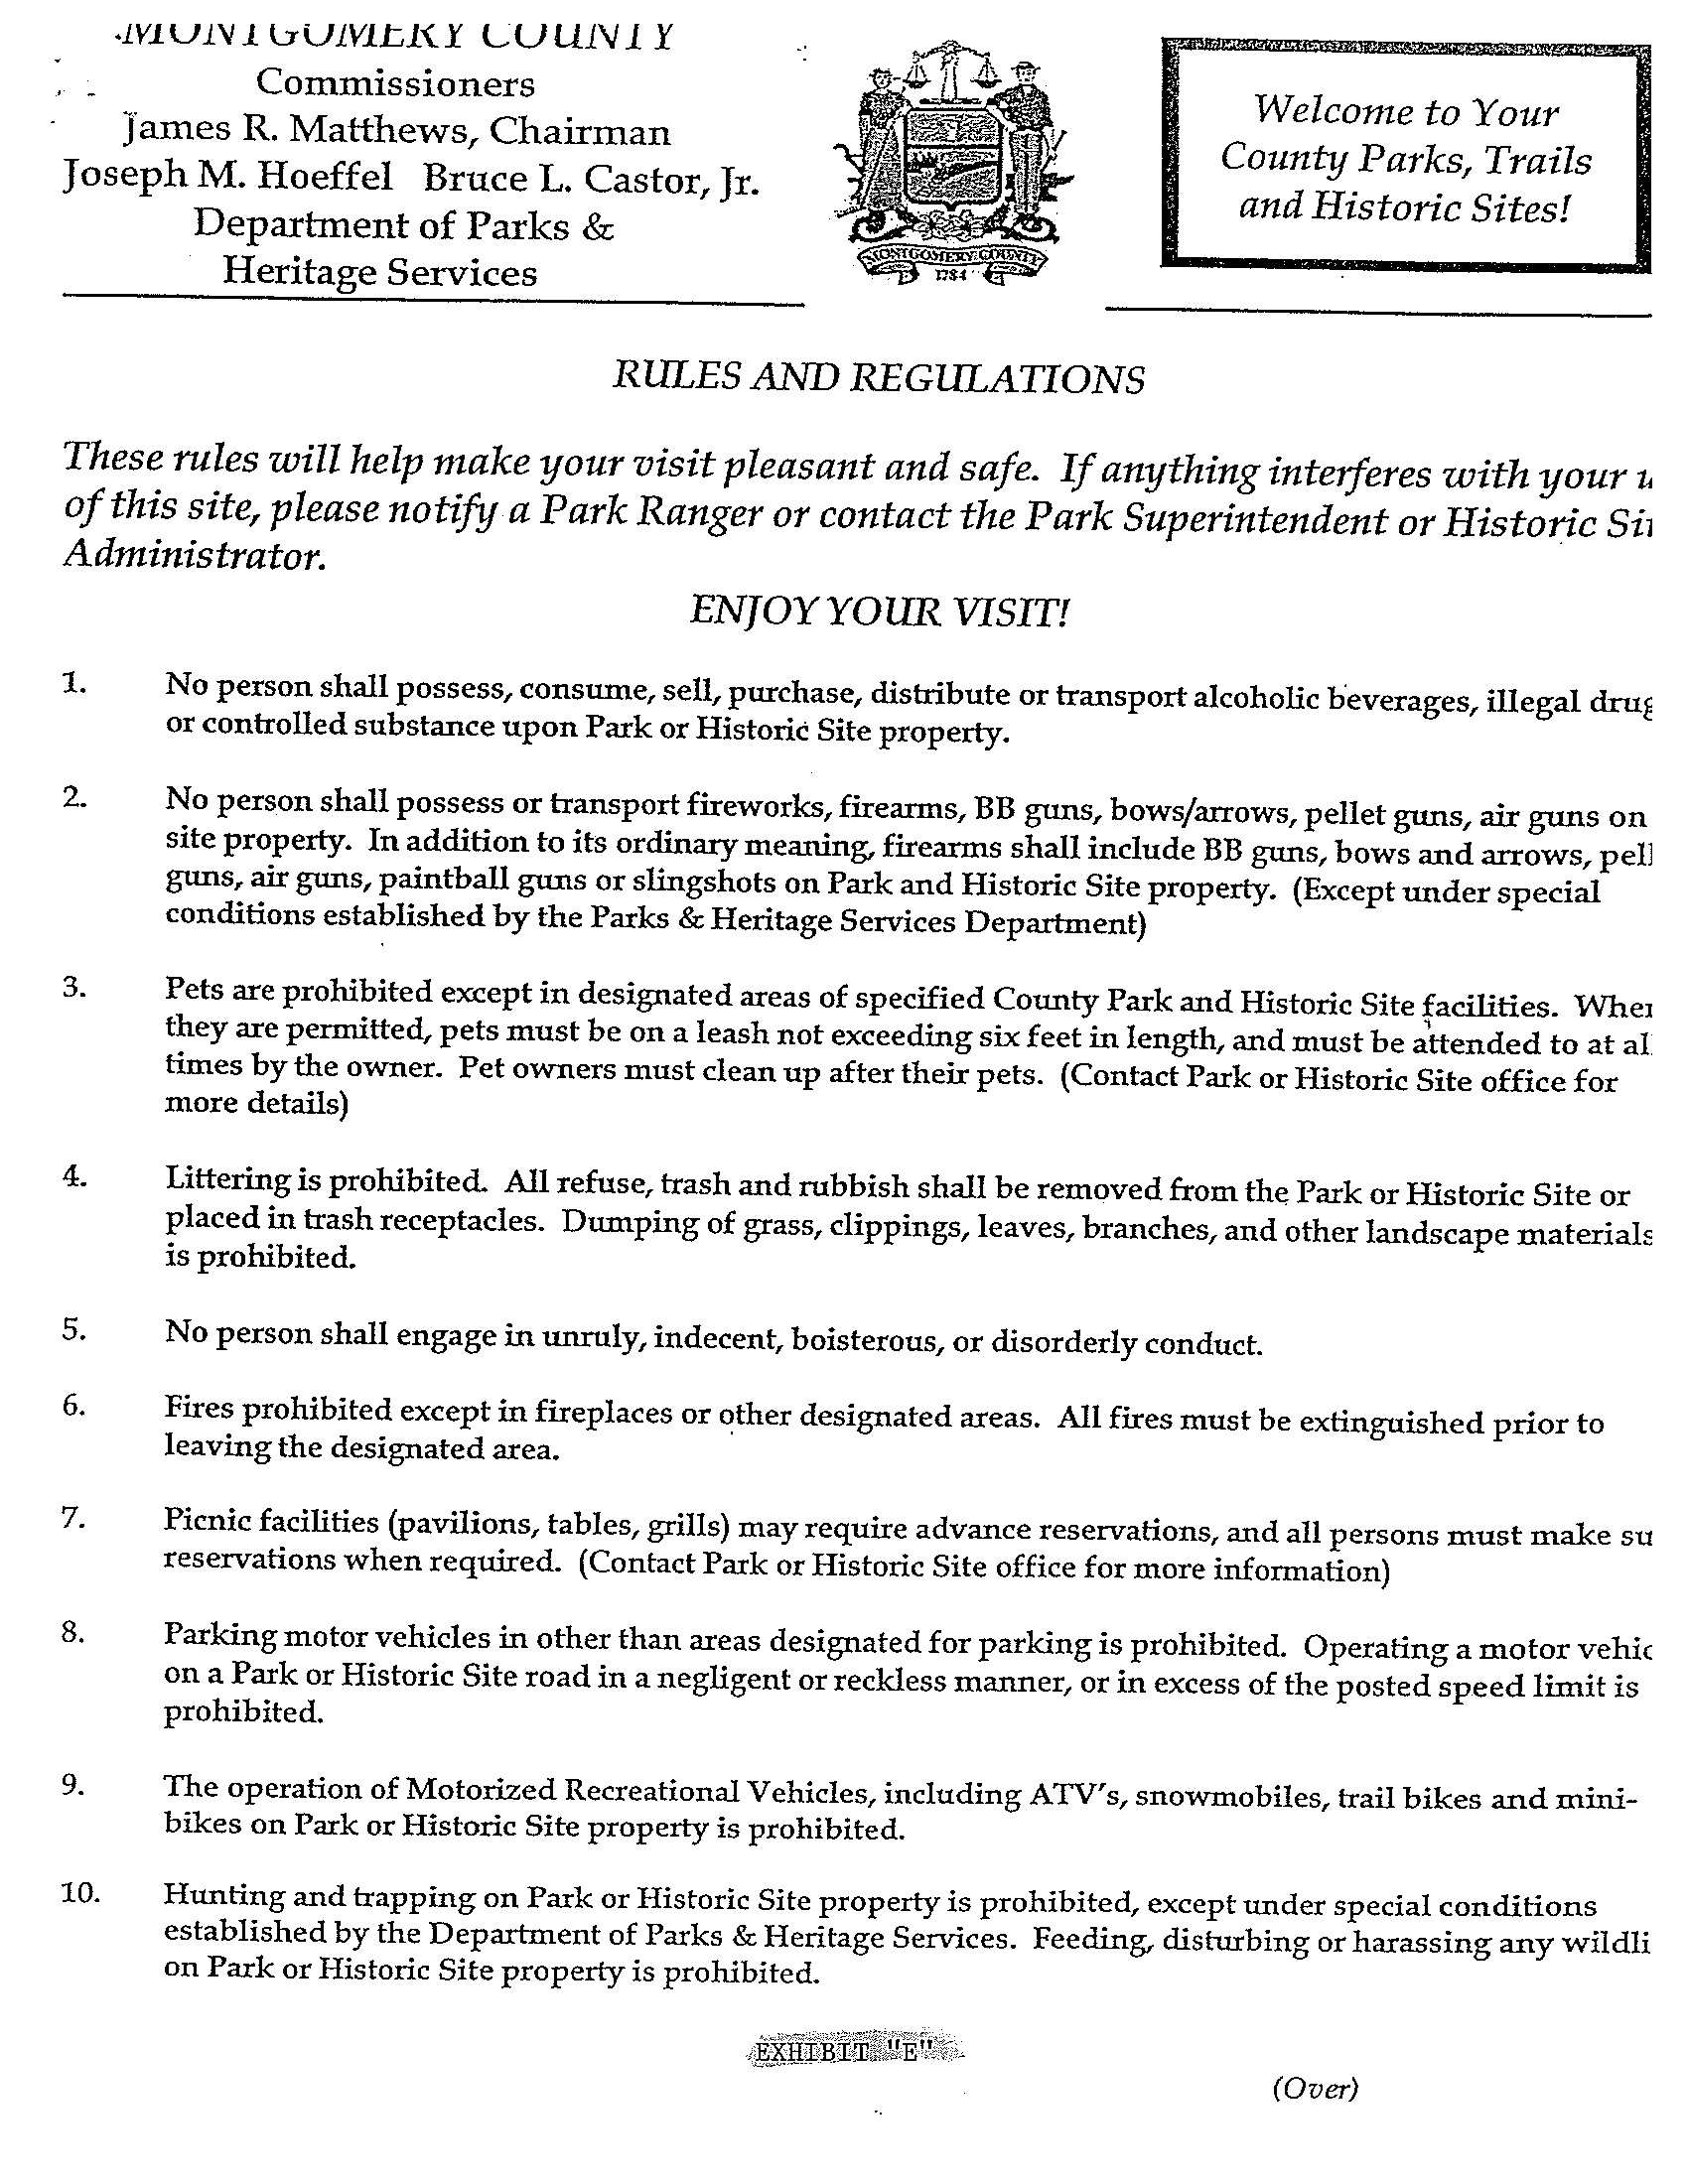 MONTGOMERY COUNTY
Commissioners
James R. Matthews, Chairman
Joseph M. Hoeffel Bruce L. Castor, Jr.
Department of Parks &
Heritage Services
MONTGOMERY COUNTY
1784
Welcome to Your
County Parks, Trails
and Historic Sites!
RULES AND REGULATIONS
These rules will help make your visit pleasant and safe. If anything interferes with your
of this site, please notify a Park Ranger or contact the Park Superintendent or Historic
Administrator.
ENJOY YOUR VISIT!
1. No person shall possess, consume, sell, purchase, distribute or transport alcoholic beverages, illegal drug
or controlled substance upon Park or Historic Site property.
2. No person shall possess or transport fireworks, firearms, BB guns, bows/arrows, pellet guns, air guns on
site property. In addition to its ordinary meaning, firearms shall include BB guns, bows and arrows, pell
guns, air guns, paintball guns or slingshots on Park and Historic Site property. (Except under special
conditions established by the Parks & Heritage Services Department)
3. Pets are prohibited except in designated areas of specified County Park and Historic Site facilities. Wher
they are permitted, pets must be on a leash not exceeding six feet in length, and must be attended to at al
times by the owner. Pet owners must clean up after their pets. (Contact Park or Historic Site office for
more details)
4. Littering is prohibited. All refuse, trash and rubbish shall be removed from the Park or Historic Site or
placed in trash receptacles. Dumping of grass, clippings, leaves, branches, and other landscape materials
is prohibited.
5. No person shall engage in unruly, indecent, boisterous, or disorderly conduct.
6. Fires prohibited except in fireplaces or other designated areas. All fires must be extinguished prior to
leaving the designated area.
7. Picnic facilities (pavilions, tables, grills) may require advance reservations, and all persons must make su
reservations when required. (Contact Park or Historic Site office for more information)
8. Parking motor vehicles in other than areas designated for parking is prohibited. Operating a motor vehic
on a Park or Historic Site road in a negligent or reckless manner, or in excess of the posted speed limit is
prohibited.
9. The operation of Motorized Recreational Vehicles, including ATV's, snowmobiles, trail bikes and mini-
bikes on Park or Historic Site property is prohibited.
10. Hunting and trapping on Park or Historic Site property is prohibited, except under special conditions
established by the Department of Parks & Heritage Services. Feeding, disturbing or harassing any wildli
on Park or Historic Site property is prohibited.
EXHIBIT "E"
(Over)